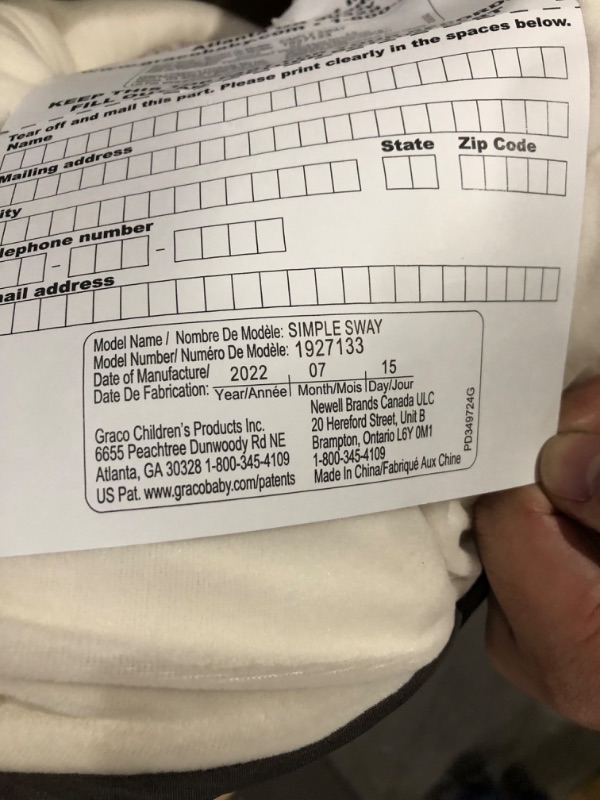 KEEP THIS
FILL OU
Tear off and mail this part. Please print clearly in the spaces below.
Name
Mailing address
ity
State Zip Code
lephone number
- -
ail address
Model Name / Nombre De Modèle: SIMPLE SWAY
Model Number/ Numéro De Modèle: 1927133
Date of Manufacture/ 2022 07 15
Date De Fabrication: Year/Année Month/Mois Day/Jour
Graco Children's Products Inc.
6655 Peachtree Dunwoody Rd NE
Atlanta, GA 30328 1-800-345-4109
US Pat. www.gracobaby.com/patents
Newell Brands Canada ULC
20 Hereford Street, Unit B
Brampton, Ontario L6Y 0M1
1-800-345-4109
Made In China/Fabriqué Aux Chine
PD349724G